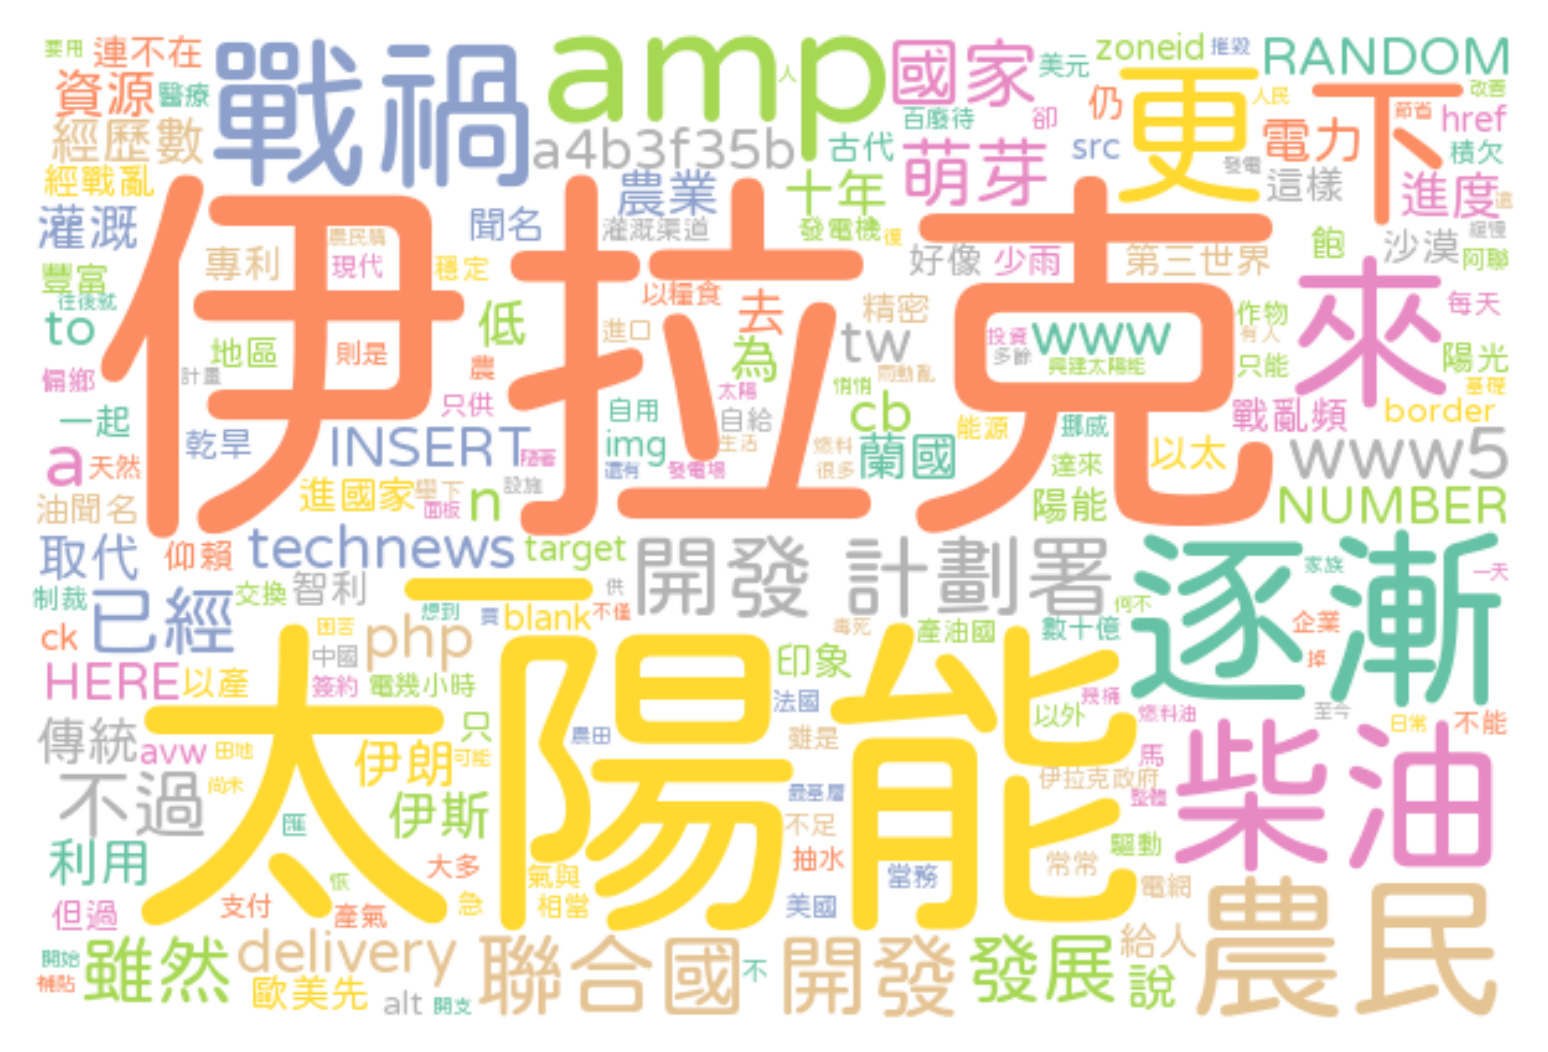 要用 連不在 戰禍 amp 人 國家 美元 zoneid 摧毀 RANDOM
資源 醫療 百廢待 卻 仍 更 人民 下 節省 改善 href
經歷數 a4b3f35b 古代 萌芽 src 發電 電力 積欠
經戰亂 農業 十年 這樣 進度 還
灌溉 聞名 灌溉渠道 發電機 復 飽 沙漠 緩慢
伊拉克 農民購 專利 現代 穩定 好像 少雨 第三世界 阿聯
豐富 往後就 以糧食 去 精密 來 每天
to 地區 則是 低 進口 為 tw 投資 www 作物 有人
偏鄉 計畫 農 多餘 興建太陽能 只能 陽光
一起 只供 自用 太陽 悄悄 而動亂 基礎
乾旱 INSERT img 自給 cb 能源 挪威 戰亂頻 border
a 天然 隨著 生活 燃料 蘭國 達來 以太 www5
還有 發電場 很多
油聞名 進國家 舉下 面板 n 設施 陽能 NUMBER
取代 仰賴 technews target 開發 計劃署 逐漸 家族 一天
制裁 交換 智利 供 何不
ck 已經 困苦 想到 買 blank 不僅 毒死 產油國 數十億 企業
HERE 以產 中國 php 印象 掉
太陽能 簽約 電幾小時 法國 幾桶 以外 燃料油 至今 日常 不能
傳統 avw 田地 只 農田 雖是 馬 柴油
不過 尚未 伊朗 可能 伊拉克政府 最基層 整體
匯 伊斯 不足
利用 大多 抽水 驅動
恢 氣與 當務 常常 電網
但過 支付 產氣 急 相當 美國 農民
開始 雖然 delivery 聯合國 不 開發 發展 給人
補貼 歐美先 alt 開支 說